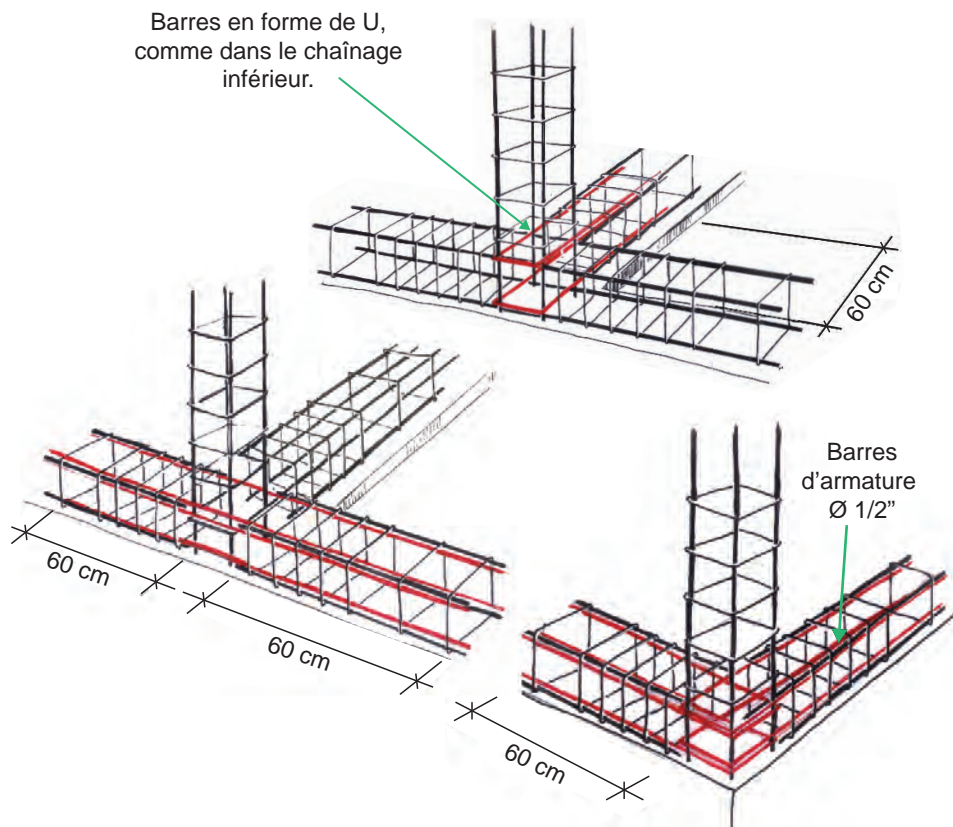 Barres en forme de U,
comme dans le chaînage
inférieur.
60 cm
60 cm
60 cm
60 cm
Barres
d’armature
Ø 1/2”